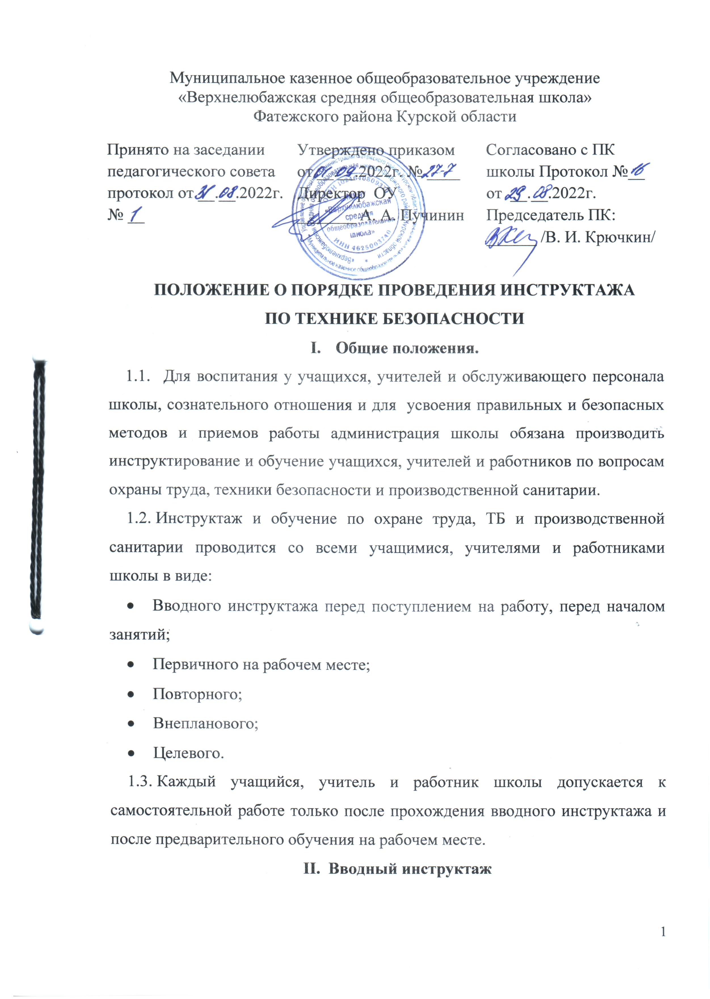 Муниципальное казенное общеобразовательное учреждение
«Верхнелюбажская средняя общеобразовательная школа»
Фатежского района Курской области
Принято на заседании
педагогического совета
протокол от 31.08.2022г.
№ 1
Утверждено приказом
от 01.09.2022г. № 27-7
Директор ОУ
А. А. Пучинин
Согласовано с ПК
школы Протокол № 16
от 29.08.2022г.
Председатель ПК:
/В. И. Крючкин/
«Верхнелюбажская
средняя
общеобразовательная
школа»
ИНН 4625003740
ПОЛОЖЕНИЕ О ПОРЯДКЕ ПРОВЕДЕНИЯ ИНСТРУКТАЖА
ПО ТЕХНИКЕ БЕЗОПАСНОСТИ
I. Общие положения.
1.1. Для воспитания у учащихся, учителей и обслуживающего персонала
школы, сознательного отношения и для усвоения правильных и безопасных
методов и приемов работы администрация школы обязана производить
инструктирование и обучение учащихся, учителей и работников по вопросам
охраны труда, техники безопасности и производственной санитарии.
1.2. Инструктаж и обучение по охране труда, ТБ и производственной
санитарии проводится со всеми учащимися, учителями и работниками
школы в виде:
• Вводного инструктажа перед поступлением на работу, перед началом
занятий;
• Первичного на рабочем месте;
• Повторного;
• Внепланового;
• Целевого.
1.3. Каждый учащийся, учитель и работник школы допускается к
самостоятельной работе только после прохождения вводного инструктажа и
после предварительного обучения на рабочем месте.
II. Вводный инструктаж
1